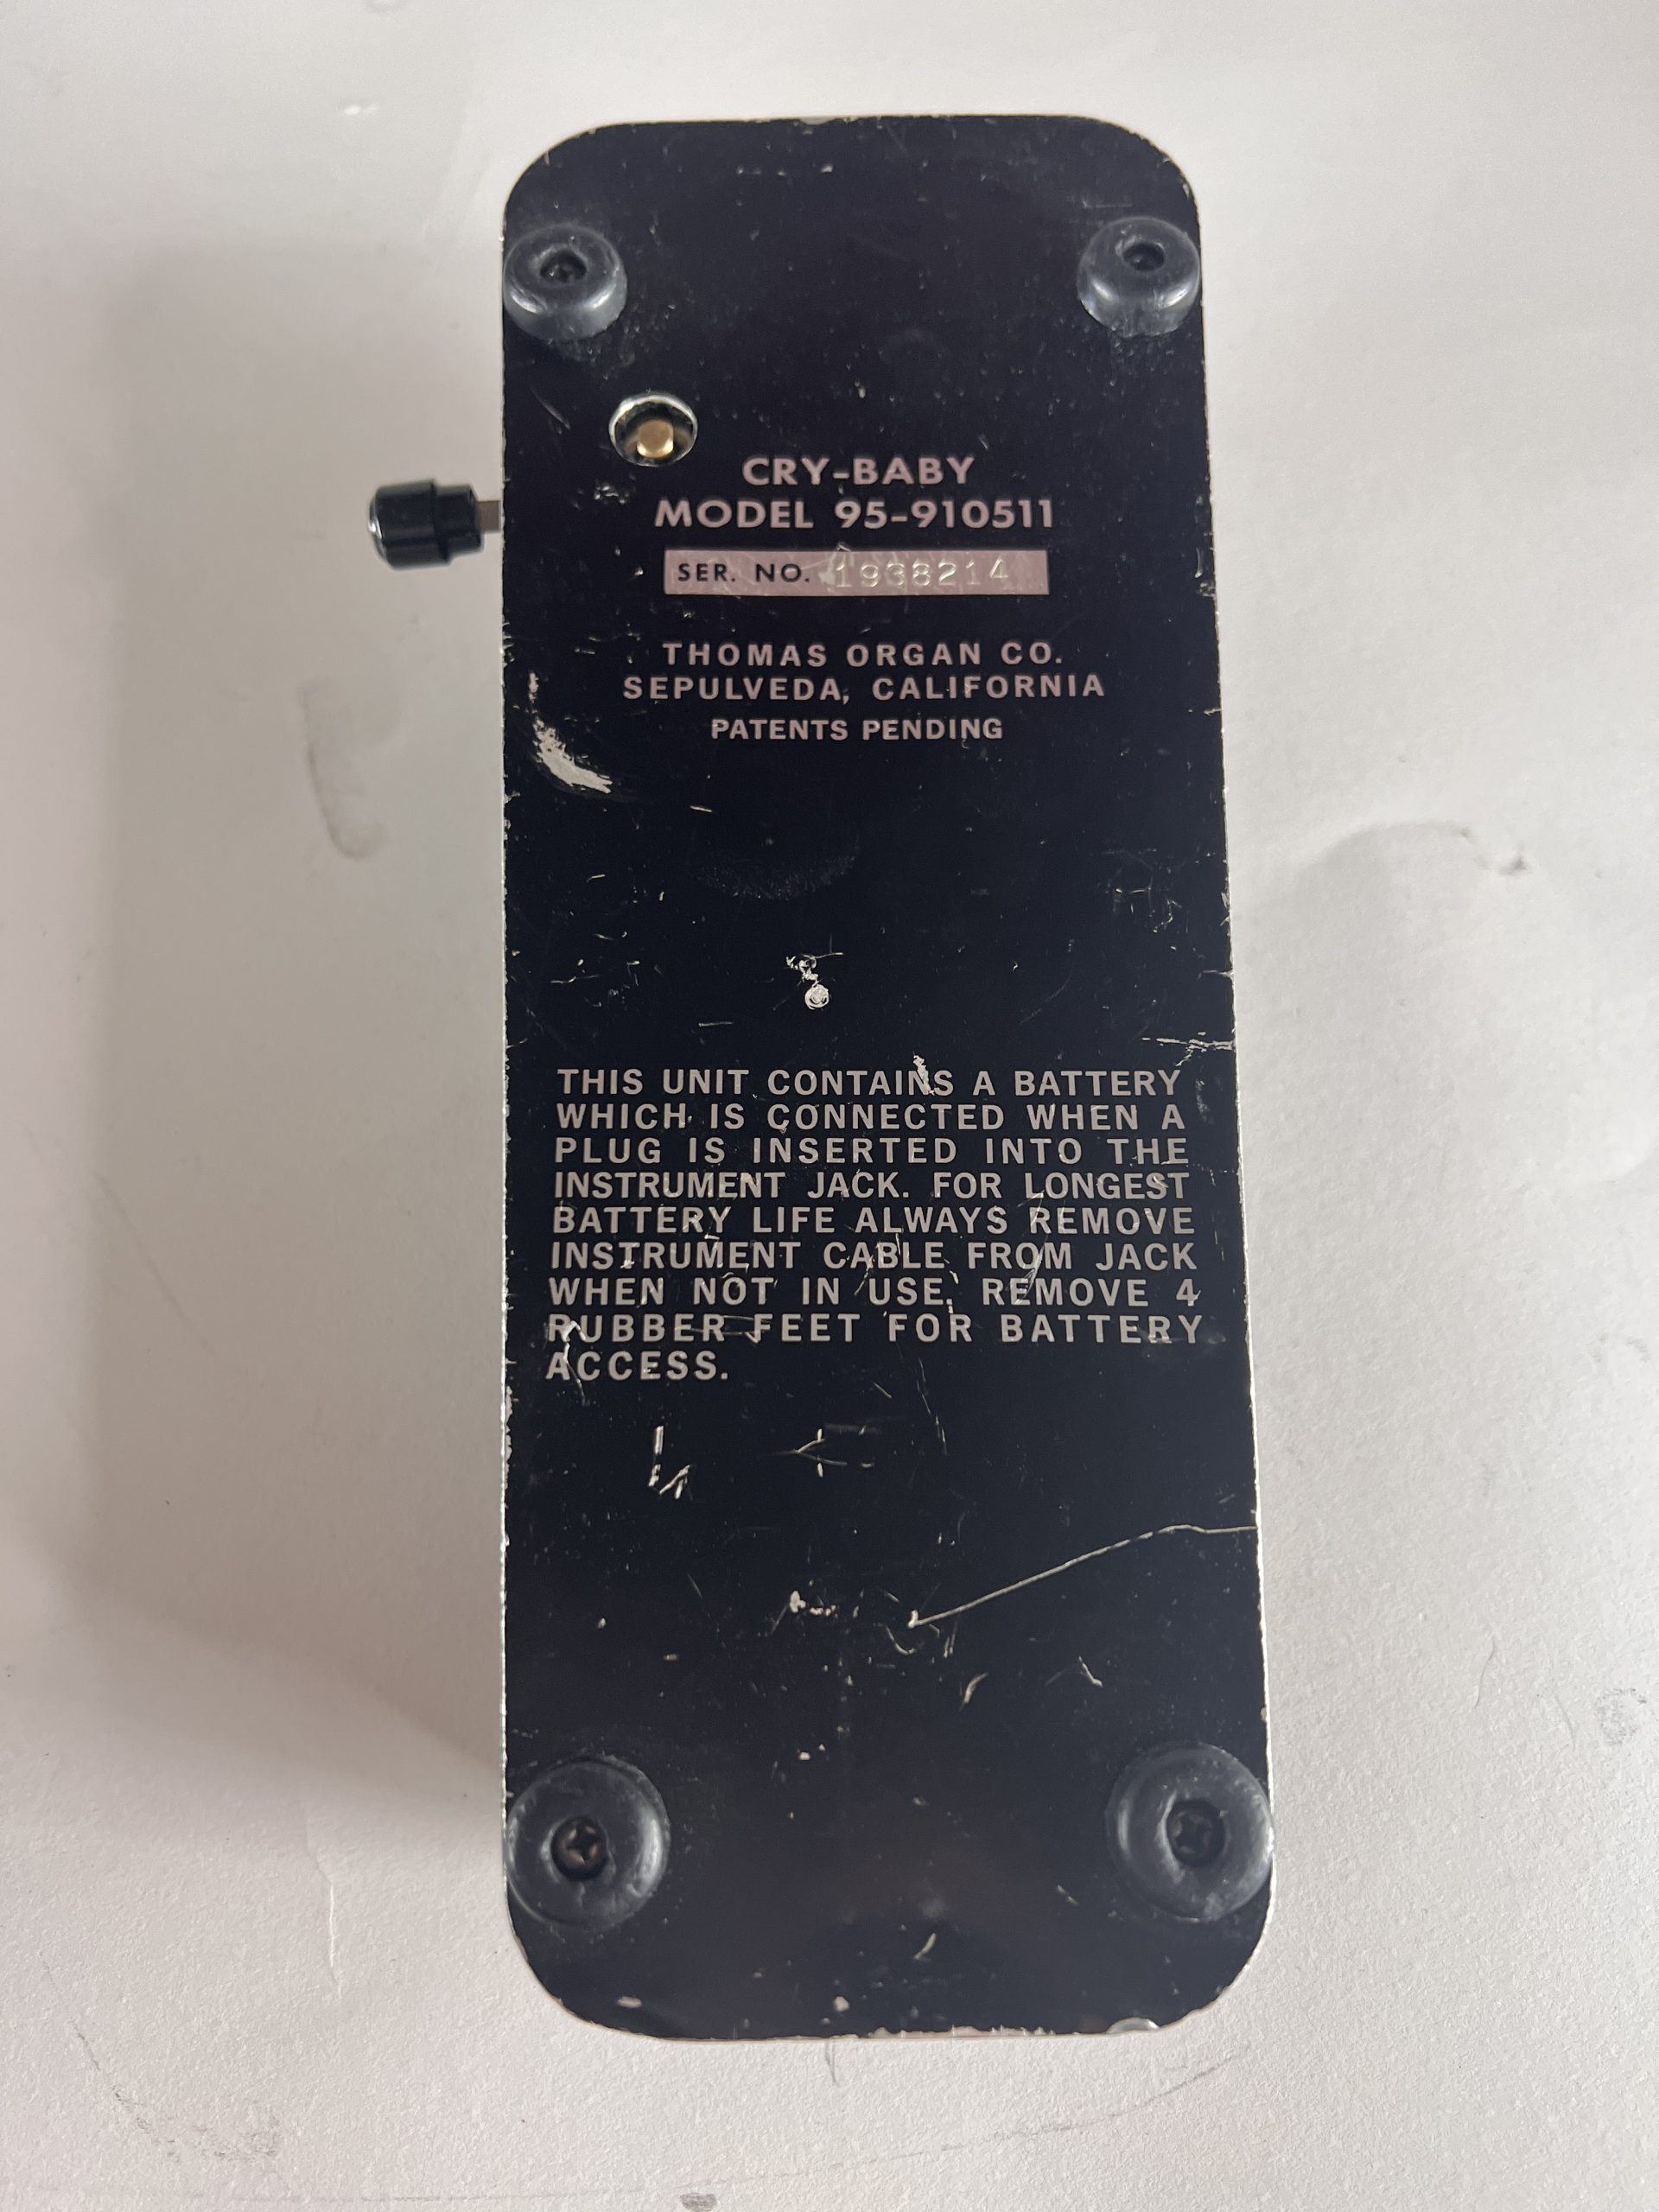 CRY-BABY
MODEL 95-910511
SER. NO. 1938214
THOMAS ORGAN CO.
SEPULVEDA, CALIFORNIA
PATENTS PENDING
THIS UNIT CONTAINS A BATTERY
WHICH IS CONNECTED WHEN A
PLUG IS INSERTED INTO THE
INSTRUMENT JACK. FOR LONGEST
BATTERY LIFE ALWAYS REMOVE
INSTRUMENT CABLE FROM JACK
WHEN NOT IN USE. REMOVE 4
RUBBER FEET FOR BATTERY
ACCESS.